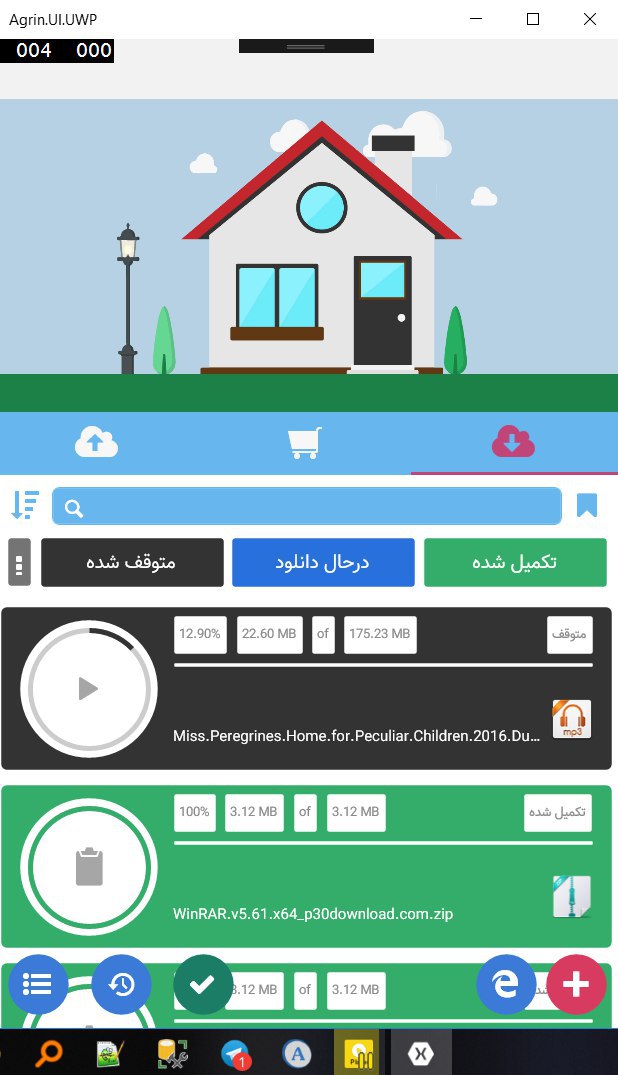 Agrin.UI.UWP
004 000
متوقف شده
درحال دانلود
تکمیل شده
12.90% 22.60 MB of 175.23 MB متوقف
Miss.Peregrines.Home.for.Peculiar.Children.2016.Du...
mp3
100% 3.12 MB of 3.12 MB تکمیل شده
WinRAR.v5.61.x64_p30download.com.zip
3.12 MB of 3.12 MB
1